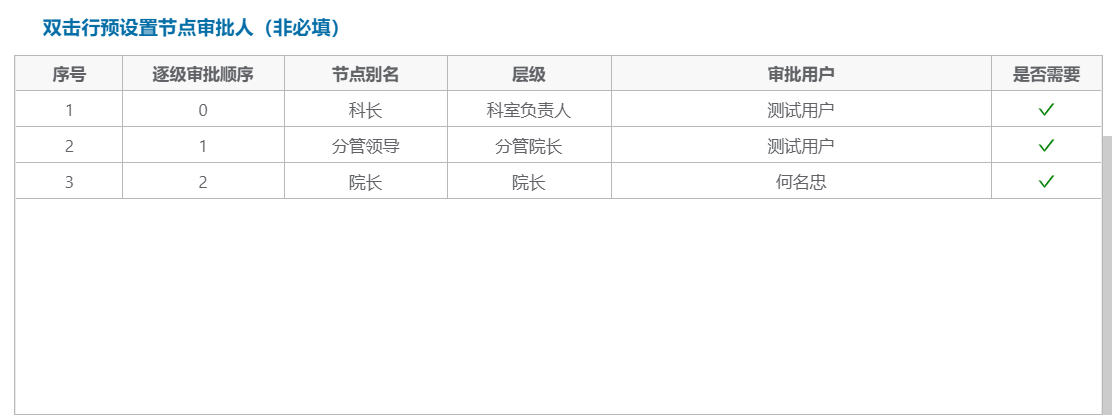 双击行预设置节点审批人（非必填）
序号 逐级审批顺序 节点别名 层级 审批用户 是否需要
1 0 科长 科室负责人 测试用户 ✓
2 1 分管领导 分管院长 测试用户 ✓
3 2 院长 院长 何名忠 ✓